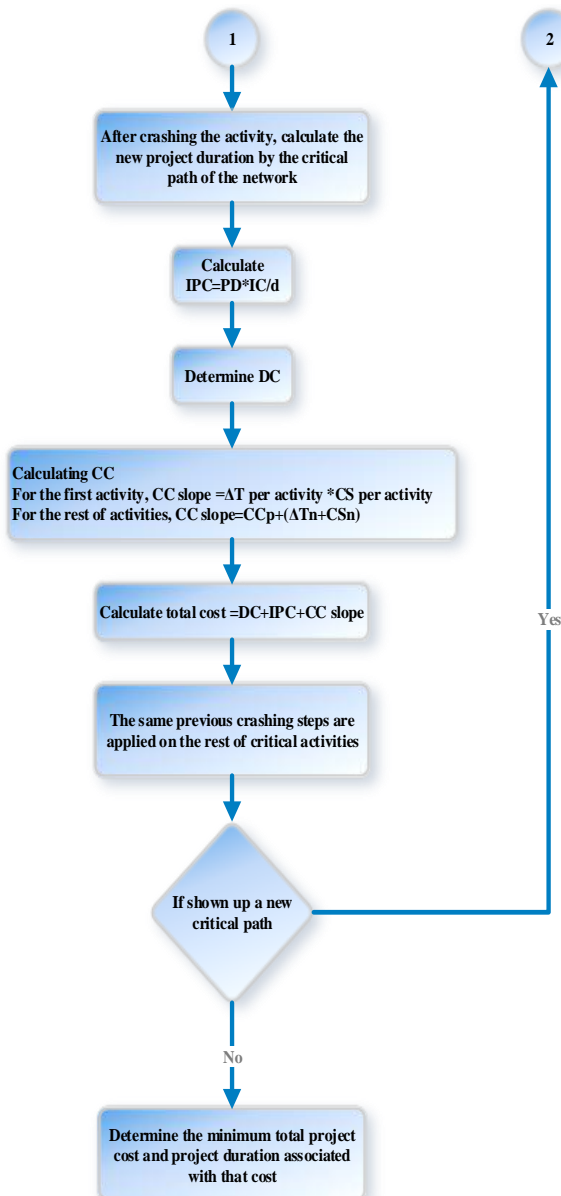 1
2
After crashing the activity, calculate the
new project duration by the critical
path of the network
Calculate
IPC=PD*IC/d
Determine DC
Calculating CC
For the first activity, CC slope =ΔT per activity *CS per activity
For the rest of activities, CC slope=CCp+(ΔTn+CSn)
Calculate total cost =DC+IPC+CC slope
The same previous crashing steps are
applied on the rest of critical activities
If shown up a new
critical path
Yes
No
Determine the minimum total project
cost and project duration associated
with that cost